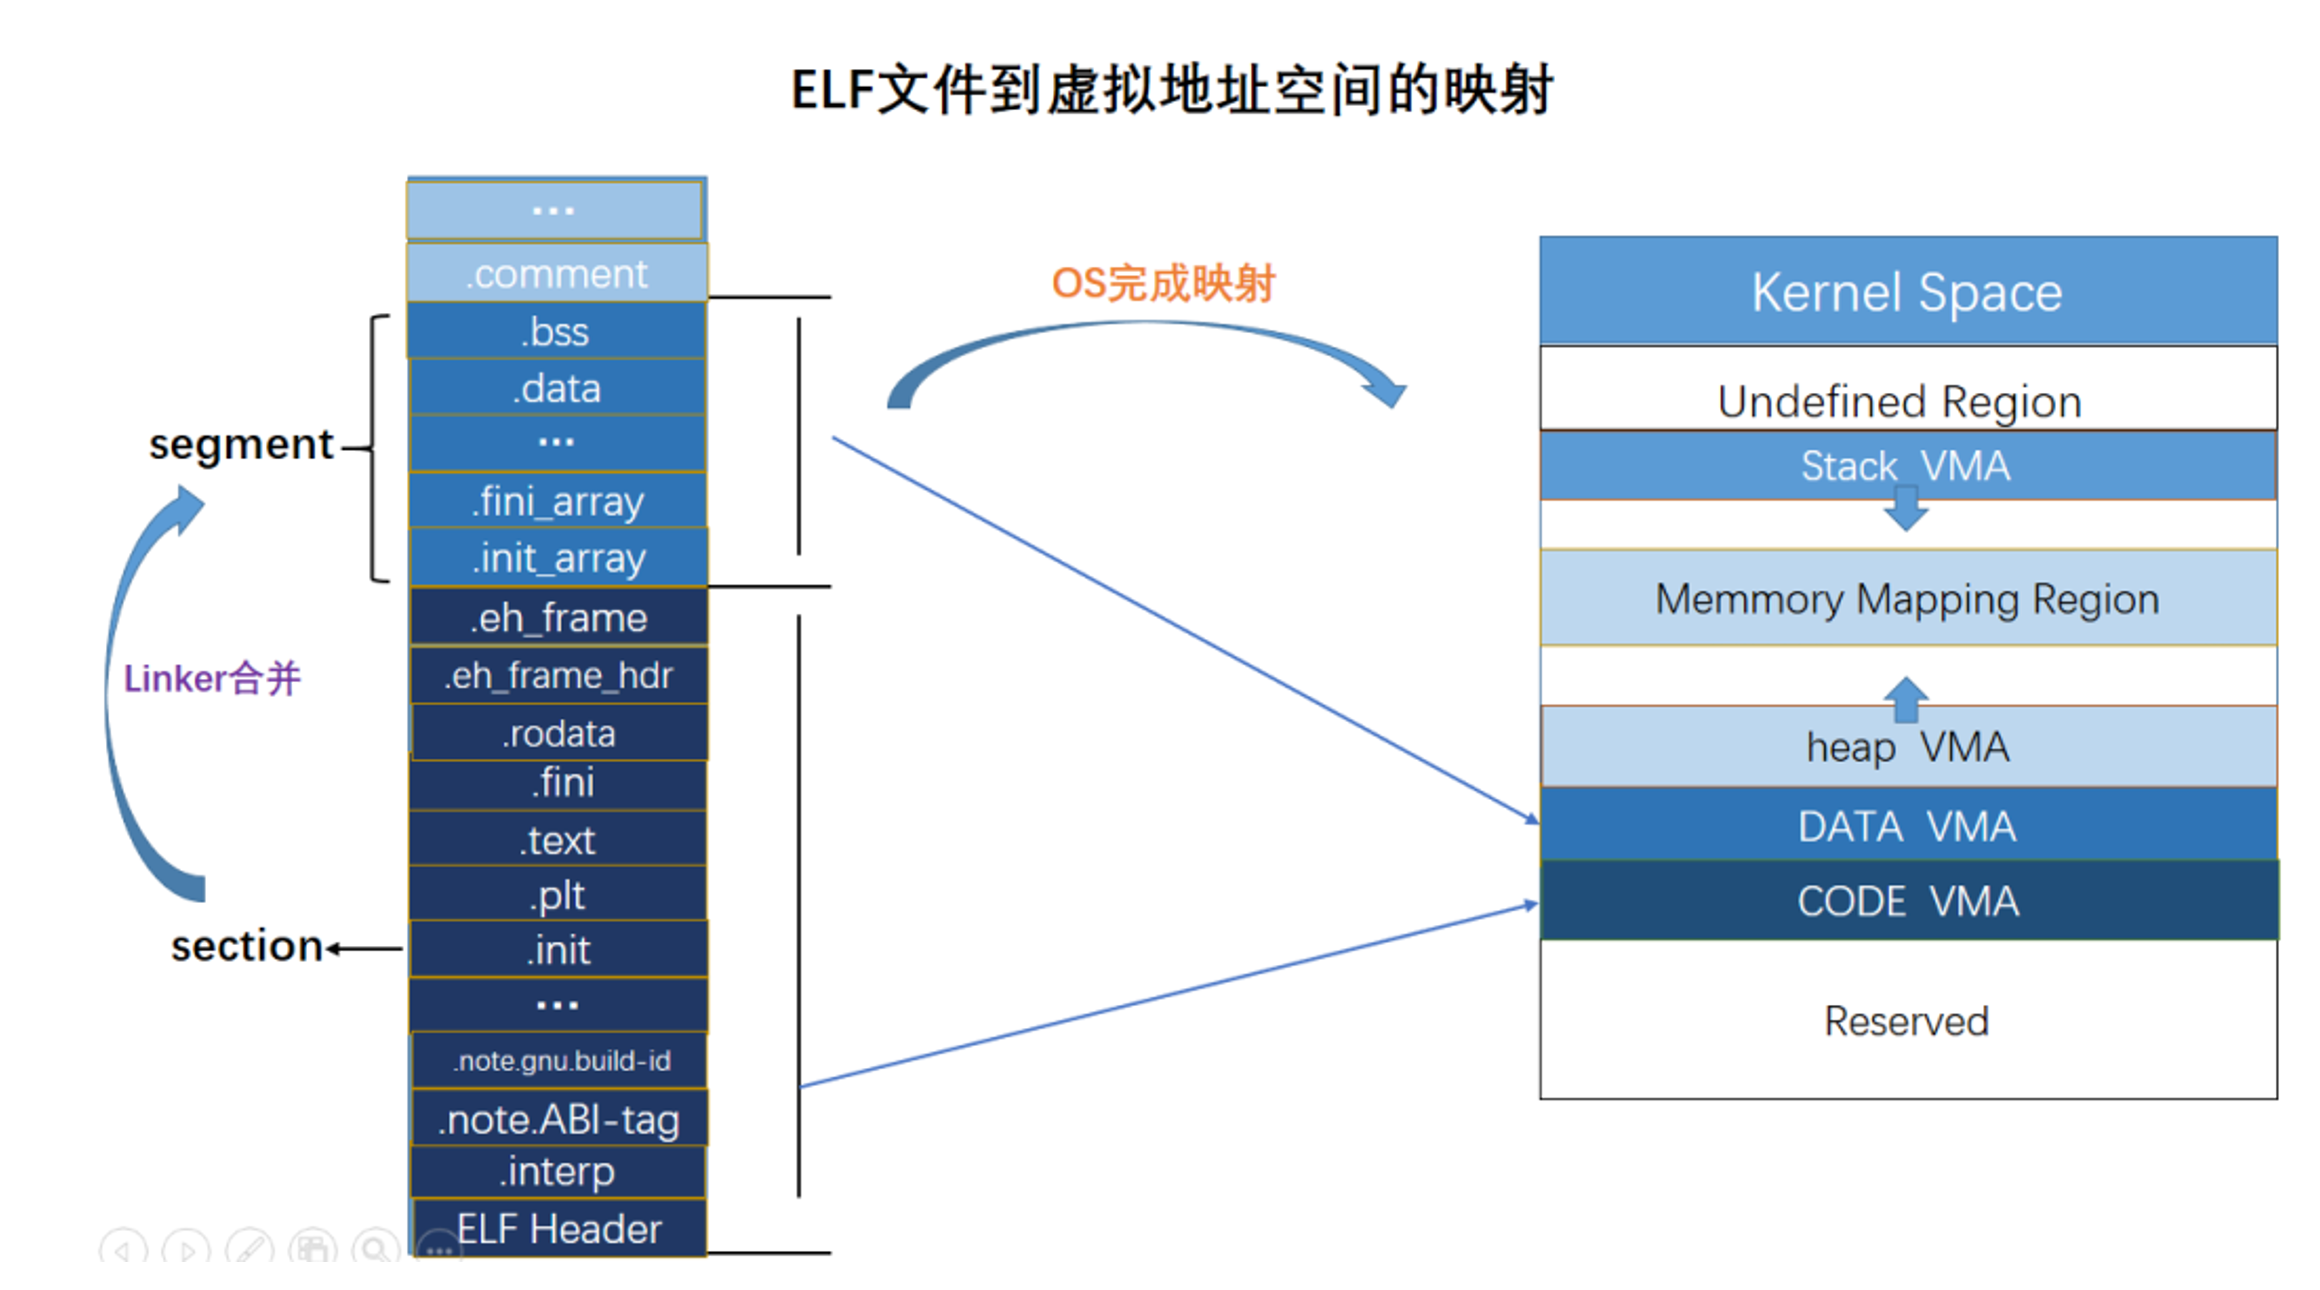 ELF文件到虚拟地址空间的映射
...
.comment
.bss
.data
...
.fini_array
.init_array
.eh_frame
.eh_frame_hdr
.rodata
.fini
.text
.plt
.init
...
.note.gnu.build-id
.note.ABI-tag
.interp
ELF Header
segment
Linker合并
section
OS完成映射
Kernel Space
Undefined Region
Stack VMA
Memmory Mapping Region
heap VMA
DATA VMA
CODE VMA
Reserved